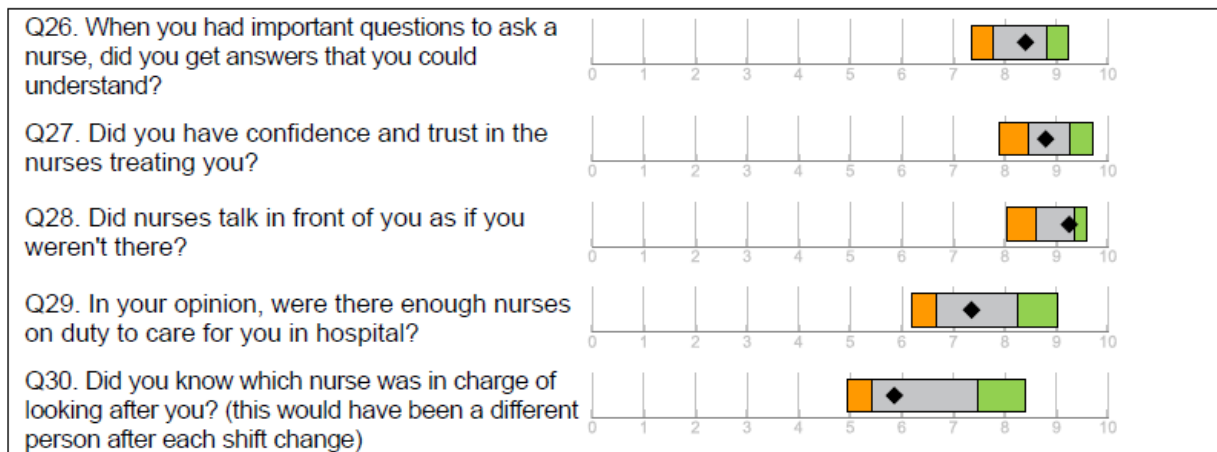 Q26. When you had important questions to ask a
nurse, did you get answers that you could
understand?
0 1 2 3 4 5 6 7 8 9 10
Q27. Did you have confidence and trust in the
nurses treating you?
0 1 2 3 4 5 6 7 8 9 10
Q28. Did nurses talk in front of you as if you
weren't there?
0 1 2 3 4 5 6 7 8 9 10
Q29. In your opinion, were there enough nurses
on duty to care for you in hospital?
0 1 2 3 4 5 6 7 8 9 10
Q30. Did you know which nurse was in charge of
looking after you? (this would have been a different
person after each shift change)
0 1 2 3 4 5 6 7 8 9 10